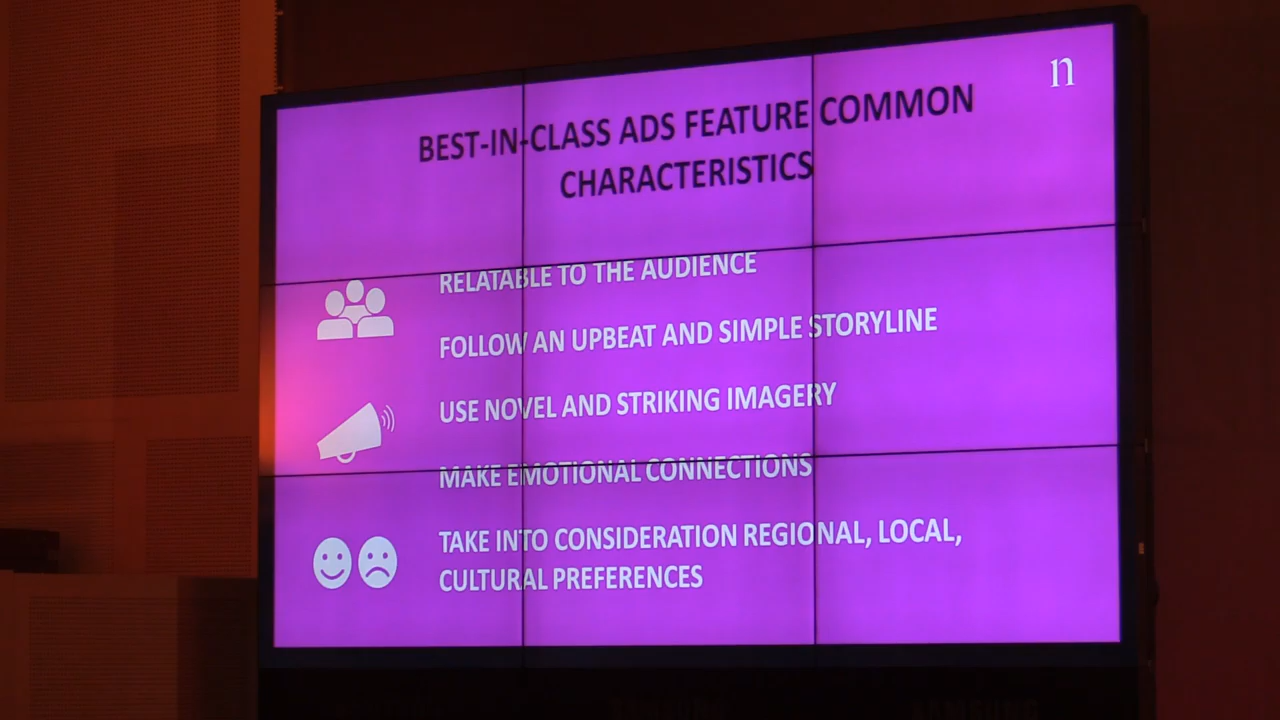 n
BEST-IN-CLASS ADS FEATURE COMMON
CHARACTERISTICS
RELATABLE TO THE AUDIENCE
FOLLOW AN UPBEAT AND SIMPLE STORYLINE
USE NOVEL AND STRIKING IMAGERY
MAKE EMOTIONAL CONNECTIONS
TAKE INTO CONSIDERATION REGIONAL, LOCAL,
CULTURAL PREFERENCES
SAMSUNG